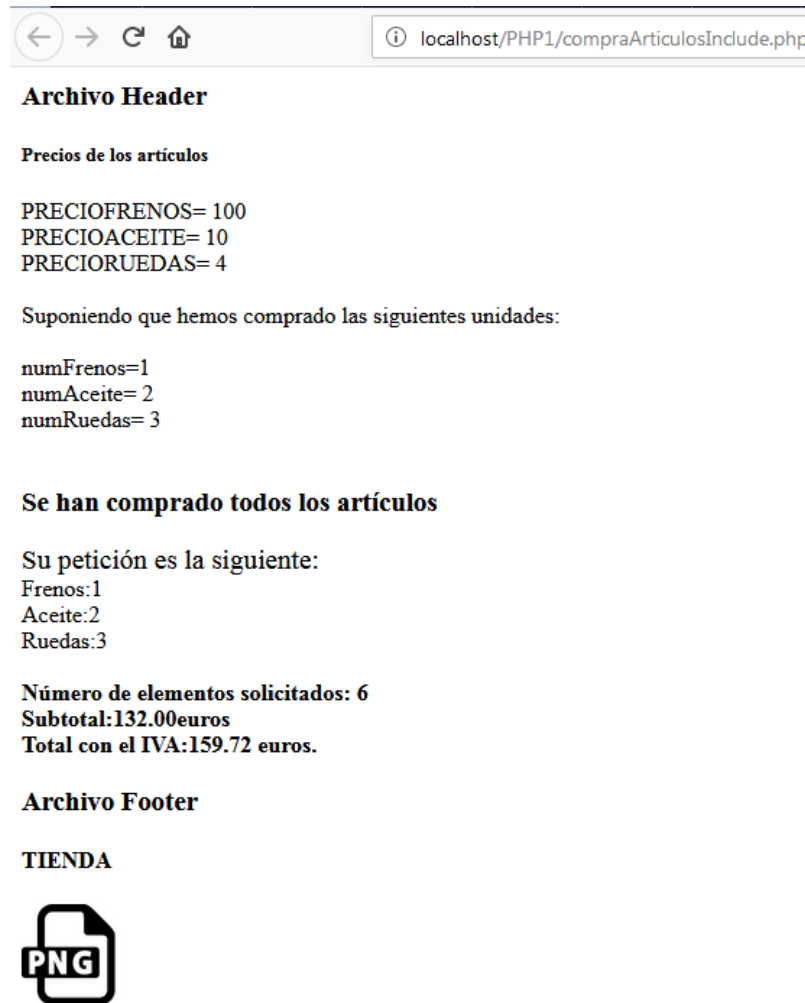 localhost/PHP1/compraArticulosInclude.php
Archivo Header
Precios de los artículos
PRECIOFRENOS= 100
PRECIOACEITE= 10
PRECIORUEDAS= 4
Suponiendo que hemos comprado las siguientes unidades:
numFrenos=1
numAceite= 2
numRuedas= 3
Se han comprado todos los artículos
Su petición es la siguiente:
Frenos:1
Aceite:2
Ruedas:3
Número de elementos solicitados: 6
Subtotal:132.00euros
Total con el IVA:159.72 euros.
Archivo Footer
TIENDA
PNG